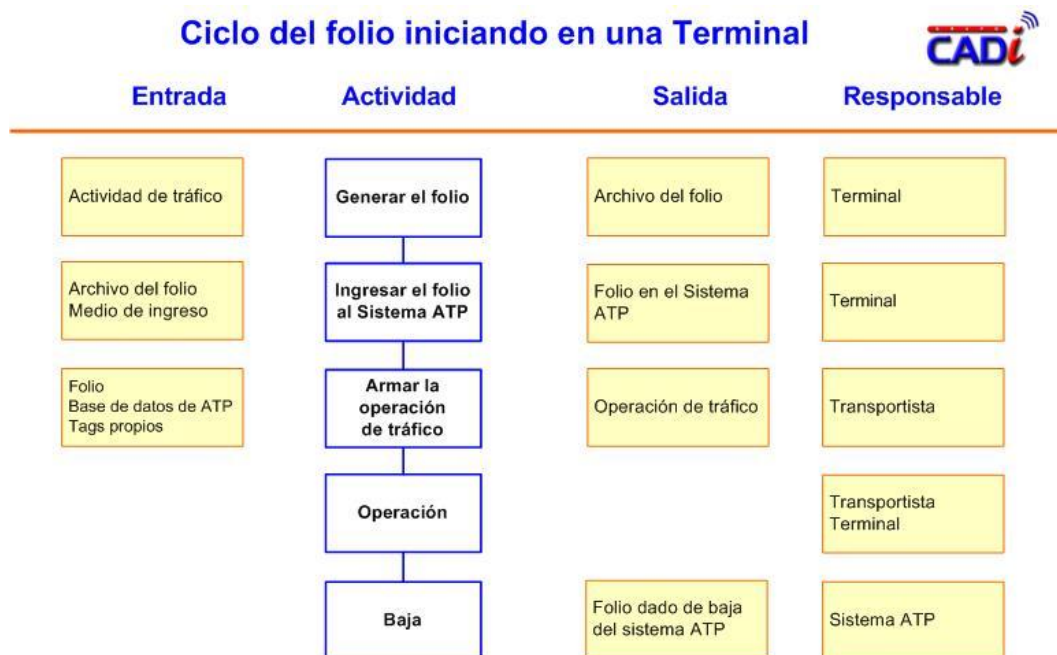 Ciclo del folio iniciando en una Terminal
CADi
Entrada
Actividad
Salida
Responsable
Actividad de tráfico
Generar el folio
Archivo del folio
Terminal
Archivo del folio
Medio de ingreso
Ingresar el folio
al Sistema ATP
Folio en el Sistema
ATP
Terminal
Folio
Base de datos de ATP
Tags propios
Armar la
operación
de tráfico
Operación de tráfico
Transportista
Operación
Transportista
Terminal
Baja
Folio dado de baja
del sistema ATP
Sistema ATP